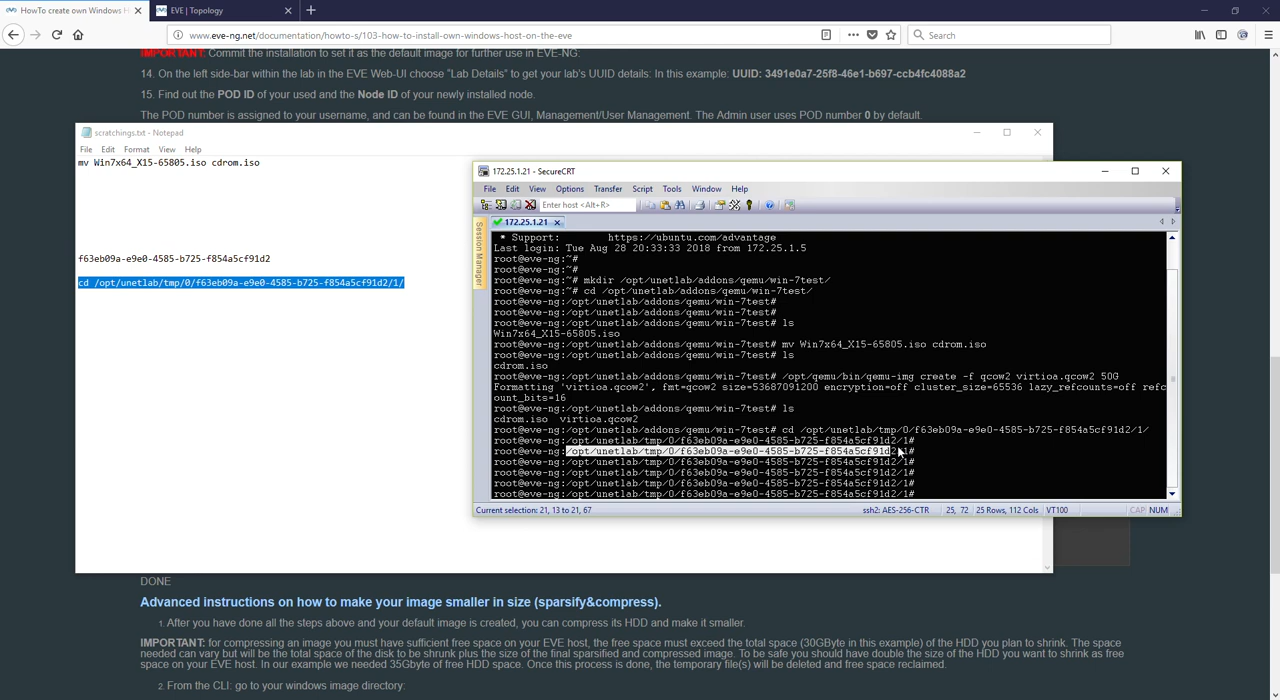 HowTo create own Windows H
EVE | Topology
www.eve-ng.net/documentation/howto-s/103-how-to-install-own-windows-host-on-the-eve
Search
IMPORTANT: Commit the installation to set it as the default image for further use in EVE-NG:
14. On the left side-bar within the lab in the EVE Web-UI choose "Lab Details" to get your lab's UUID details: In this example: UUID: 3491e0a7-25f8-46e1-b697-ccb4fc4088a2
15. Find out the POD ID of your used and the Node ID of your newly installed node.
The POD number is assigned to your username, and can be found in the EVE GUI, Management/User Management. The Admin user uses POD number 0 by default.
scratchings.txt - Notepad
File Edit Format View Help
mv Win7x64_X15-65805.iso cdrom.iso
f63eb09a-e9e0-4585-b725-f854a5cf91d2
cd /opt/unetlab/tmp/0/f63eb09a-e9e0-4585-b725-f854a5cf91d2/1/
172.25.1.21 - SecureCRT
File Edit View Options Transfer Script Tools Window Help
Enter host <Alt+R>
172.25.1.21
Session Manager
* Support: https://ubuntu.com/advantage
Last login: Tue Aug 28 20:33:33 2018 from 172.25.1.5
root@eve-ng:~#
root@eve-ng:~#
root@eve-ng:~# mkdir /opt/unetlab/addons/qemu/win-7test/
root@eve-ng:~# cd /opt/unetlab/addons/qemu/win-7test/
root@eve-ng:/opt/unetlab/addons/qemu/win-7test#
root@eve-ng:/opt/unetlab/addons/qemu/win-7test#
root@eve-ng:/opt/unetlab/addons/qemu/win-7test# ls
Win7x64_X15-65805.iso
root@eve-ng:/opt/unetlab/addons/qemu/win-7test# mv Win7x64_X15-65805.iso cdrom.iso
root@eve-ng:/opt/unetlab/addons/qemu/win-7test# ls
cdrom.iso
root@eve-ng:/opt/unetlab/addons/qemu/win-7test# /opt/qemu/bin/qemu-img create -f qcow2 virtioa.qcow2 50G
Formatting 'virtioa.qcow2', fmt=qcow2 size=53687091200 encryption=off cluster_size=65536 lazy_refcounts=off refc
ount_bits=16
root@eve-ng:/opt/unetlab/addons/qemu/win-7test# ls
cdrom.iso virtioa.qcow2
root@eve-ng:/opt/unetlab/addons/qemu/win-7test# cd /opt/unetlab/tmp/0/f63eb09a-e9e0-4585-b725-f854a5cf91d2/1/
root@eve-ng:/opt/unetlab/tmp/0/f63eb09a-e9e0-4585-b725-f854a5cf91d2/1#
root@eve-ng:/opt/unetlab/tmp/0/f63eb09a-e9e0-4585-b725-f854a5cf91d2/1#
root@eve-ng:/opt/unetlab/tmp/0/f63eb09a-e9e0-4585-b725-f854a5cf91d2/1#
root@eve-ng:/opt/unetlab/tmp/0/f63eb09a-e9e0-4585-b725-f854a5cf91d2/1#
root@eve-ng:/opt/unetlab/tmp/0/f63eb09a-e9e0-4585-b725-f854a5cf91d2/1#
root@eve-ng:/opt/unetlab/tmp/0/f63eb09a-e9e0-4585-b725-f854a5cf91d2/1#
Current selection: 21, 13 to 21, 67 ssh2: AES-256-CTR 25, 72 25 Rows, 112 Cols VT100 CAP NUM
DONE
Advanced instructions on how to make your image smaller in size (sparsify&compress).
1. After you have done all the steps above and your default image is created, you can compress its HDD and make it smaller.
IMPORTANT: for compressing an image you must have sufficient free space on your EVE host, the free space must exceed the total space (30GByte in this example) of the HDD you plan to shrink. The space
needed can vary but will be the total space of the disk to be shrunk plus the size of the final sparsified and compressed image. To be safe you should have double the size of the HDD you want to shrink as free
space on your EVE host. In our example we needed 35Gbyte of free HDD space. Once this process is done, the temporary file(s) will be deleted and free space reclaimed.
2. From the CLI: go to your windows image directory: